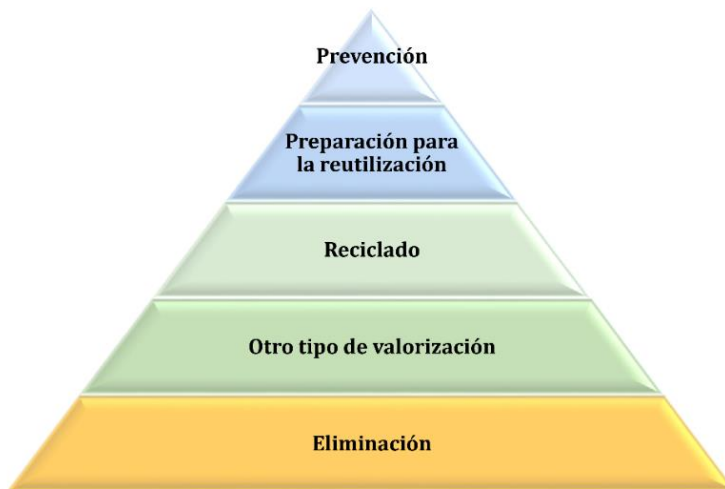 Prevención
Preparación para
la reutilización
Reciclado
Otro tipo de valorización
Eliminación